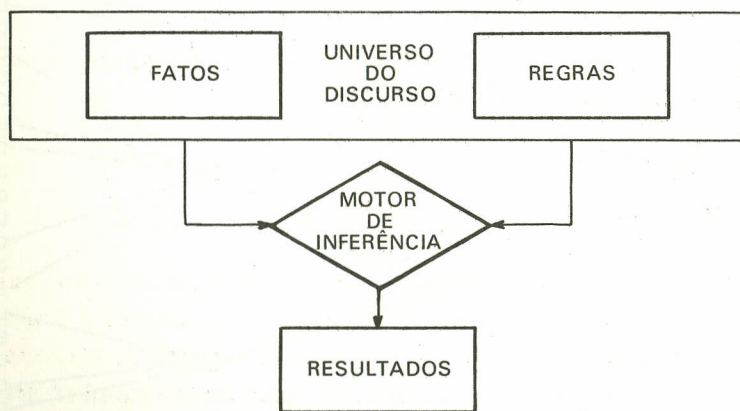 FATOS
UNIVERSO
DO
DISCURSO
REGRAS
MOTOR
DE
INFERÊNCIA
RESULTADOS